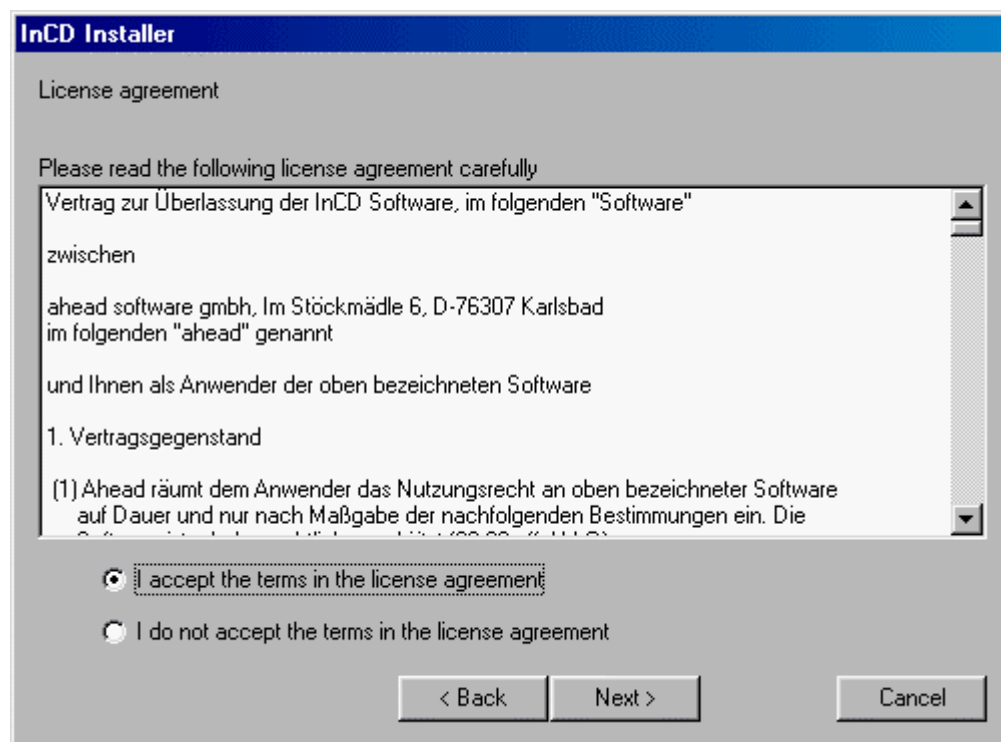 InCD Installer
License agreement
Please read the following license agreement carefully
Vertrag zur Überlassung der InCD Software, im folgenden "Software"
zwischen
ahead software gmbh, Im Stöckmädle 6, D-76307 Karlsbad
im folgenden "ahead" genannt
und Ihnen als Anwender der oben bezeichneten Software
1. Vertragsgegenstand
(1) Ahead räumt dem Anwender das Nutzungsrecht an oben bezeichneter Software
auf Dauer und nur nach Maßgabe der nachfolgenden Bestimmungen ein. Die
I accept the terms in the license agreement
I do not accept the terms in the license agreement
< Back
Next >
Cancel